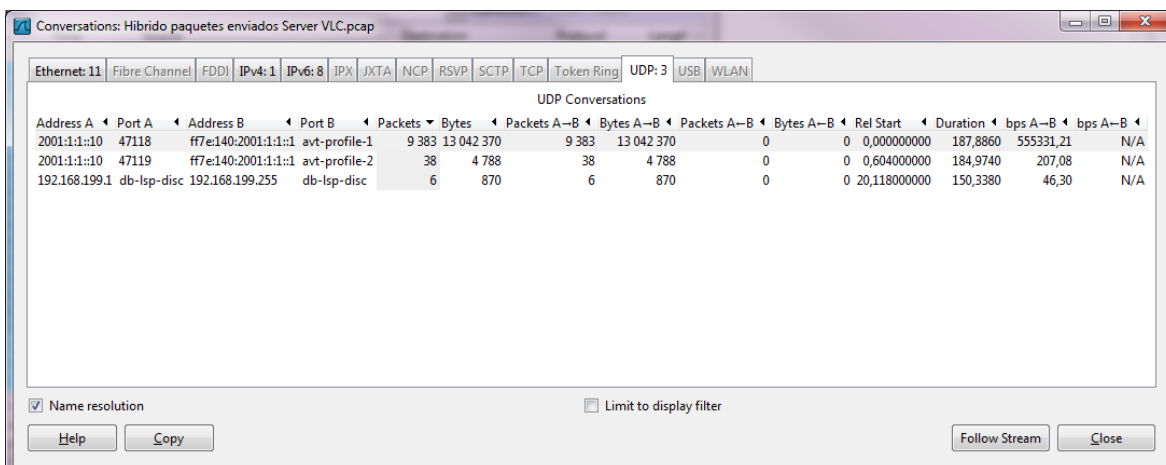 Conversations: Hibrido paquetes enviados Server VLC.pcap
Ethernet: 11 Fibre Channel FDDI IPv4: 1 IPv6: 8 IPX JXTA NCP RSVP SCTP TCP Token Ring UDP: 3 USB WLAN
UDP Conversations
Address A Port A Address B Port B Packets Bytes Packets A→B Bytes A→B Packets A←B Bytes A←B Rel Start Duration bps A→B bps A←B
2001:1:1::10 47118 ff7e:140:2001:1:1::1 avt-profile-1 9 383 13 042 370 9 383 13 042 370 0 0 0,000000000 187,8860 555331,21 N/A
2001:1:1::10 47119 ff7e:140:2001:1:1::1 avt-profile-2 38 4 788 38 4 788 0 0 0,604000000 184,9740 207,08 N/A
192.168.199.1 db-lsp-disc 192.168.199.255 db-lsp-disc 6 870 6 870 0 0 20,118000000 150,3380 46,30 N/A
Name resolution Limit to display filter
Help Copy Follow Stream Close